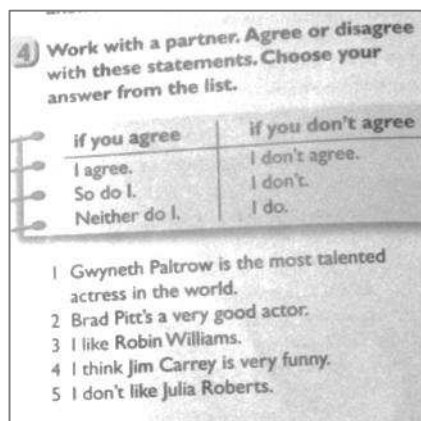 4 Work with a partner. Agree or disagree
with these statements. Choose your
answer from the list.
if you agree if you don't agree
I agree. I don't agree.
So do I. I don't.
Neither do I. I do.
1 Gwyneth Paltrow is the most talented
actress in the world.
2 Brad Pitt's a very good actor.
3 I like Robin Williams.
4 I think Jim Carrey is very funny.
5 I don't like Julia Roberts.